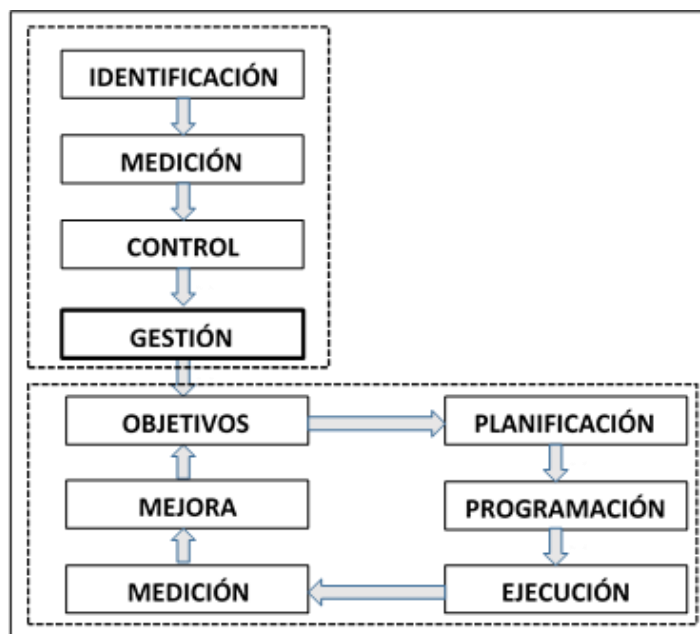 IDENTIFICACIÓN
MEDICIÓN
CONTROL
GESTIÓN
OBJETIVOS
PLANIFICACIÓN
MEJORA
PROGRAMACIÓN
MEDICIÓN
EJECUCIÓN